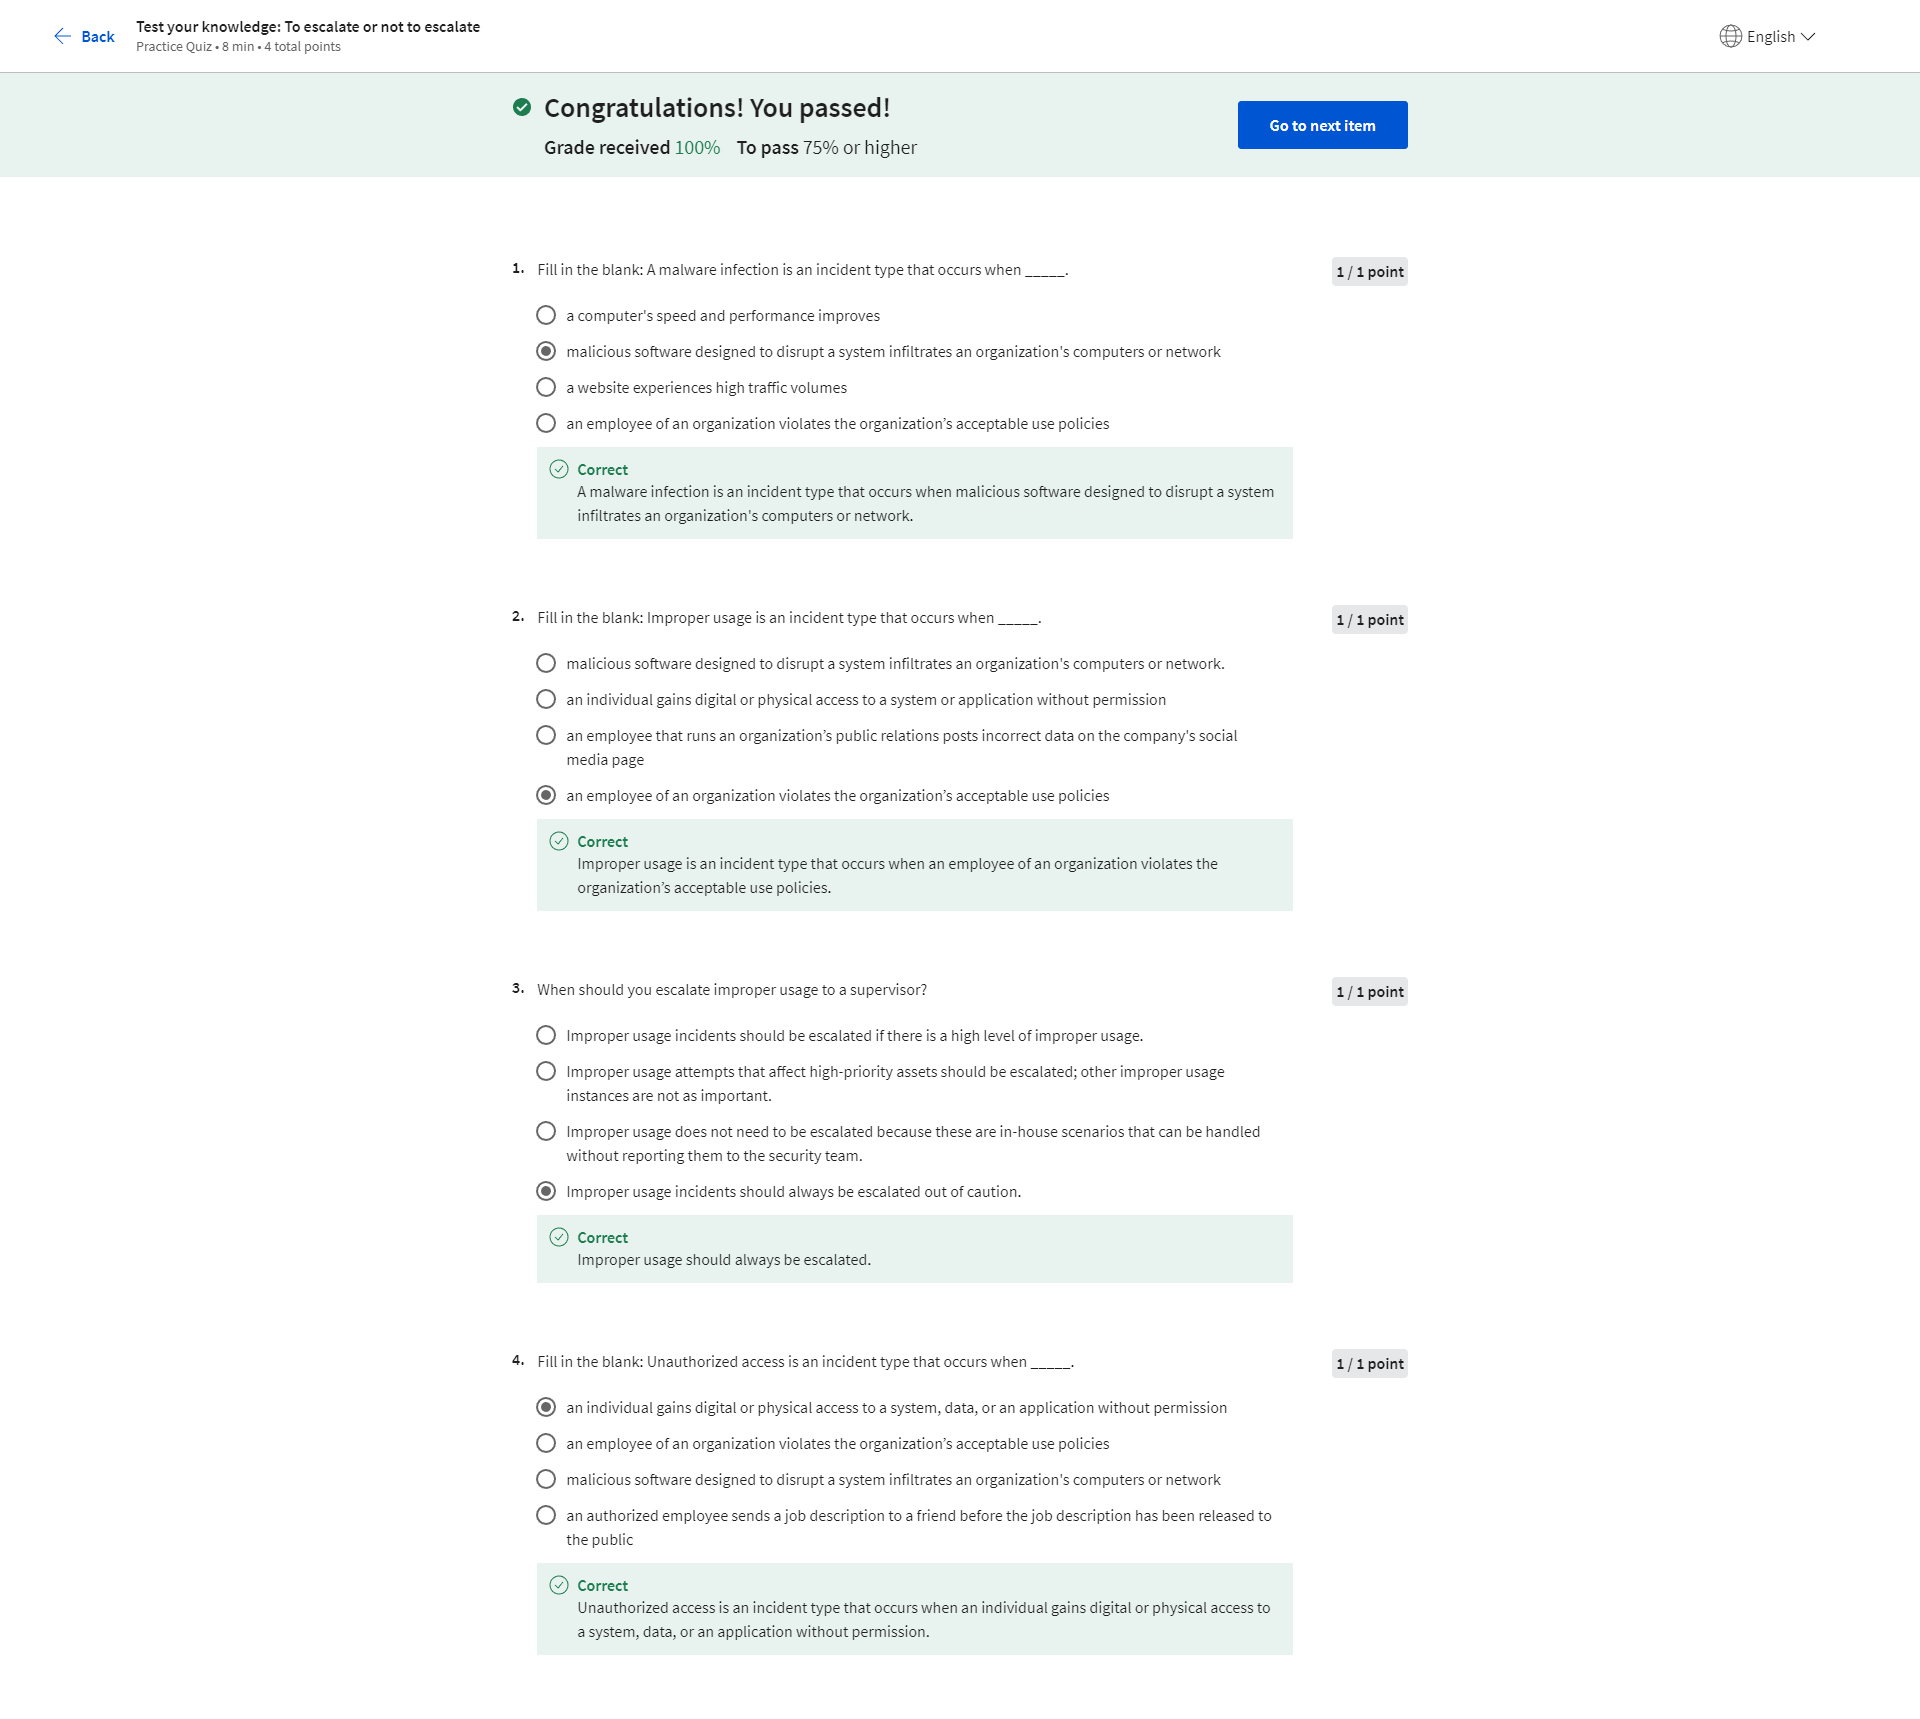 Back
Test your knowledge: To escalate or not to escalate
Practice Quiz • 8 min • 4 total points
English
Congratulations! You passed!
Grade received 100% To pass 75% or higher
Go to next item
1. Fill in the blank: A malware infection is an incident type that occurs when _____.
1 / 1 point
a computer's speed and performance improves
malicious software designed to disrupt a system infiltrates an organization's computers or network
a website experiences high traffic volumes
an employee of an organization violates the organization’s acceptable use policies
Correct
A malware infection is an incident type that occurs when malicious software designed to disrupt a system
infiltrates an organization's computers or network.
2. Fill in the blank: Improper usage is an incident type that occurs when _____.
1 / 1 point
malicious software designed to disrupt a system infiltrates an organization's computers or network.
an individual gains digital or physical access to a system or application without permission
an employee that runs an organization’s public relations posts incorrect data on the company's social
media page
an employee of an organization violates the organization’s acceptable use policies
Correct
Improper usage is an incident type that occurs when an employee of an organization violates the
organization’s acceptable use policies.
3. When should you escalate improper usage to a supervisor?
1 / 1 point
Improper usage incidents should be escalated if there is a high level of improper usage.
Improper usage attempts that affect high-priority assets should be escalated; other improper usage
instances are not as important.
Improper usage does not need to be escalated because these are in-house scenarios that can be handled
without reporting them to the security team.
Improper usage incidents should always be escalated out of caution.
Correct
Improper usage should always be escalated.
4. Fill in the blank: Unauthorized access is an incident type that occurs when _____.
1 / 1 point
an individual gains digital or physical access to a system, data, or an application without permission
an employee of an organization violates the organization’s acceptable use policies
malicious software designed to disrupt a system infiltrates an organization's computers or network
an authorized employee sends a job description to a friend before the job description has been released to
the public
Correct
Unauthorized access is an incident type that occurs when an individual gains digital or physical access to
a system, data, or an application without permission.